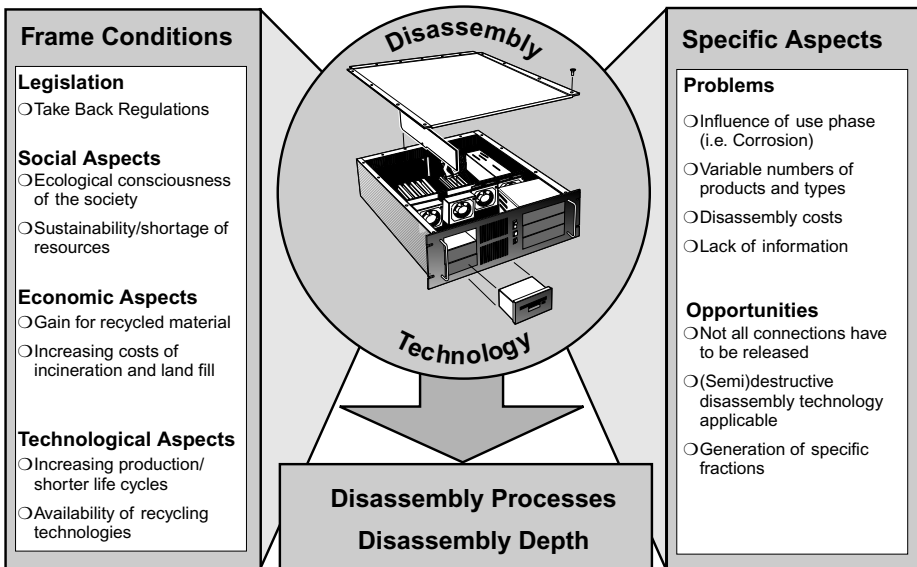 Frame Conditions
Legislation
❍Take Back Regulations
Social Aspects
❍Ecological consciousness
of the society
❍Sustainability/shortage of
resources
Economic Aspects
❍Gain for recycled material
❍Increasing costs of
incineration and land fill
Technological Aspects
❍Increasing production/
shorter life cycles
❍Availability of recycling
technologies
Disassembly
Technology
Disassembly Processes
Disassembly Depth
Specific Aspects
Problems
❍Influence of use phase
(i.e. Corrosion)
❍Variable numbers of
products and types
❍Disassembly costs
❍Lack of information
Opportunities
❍Not all connections have
to be released
❍(Semi)destructive
disassembly technology
applicable
❍Generation of specific
fractions